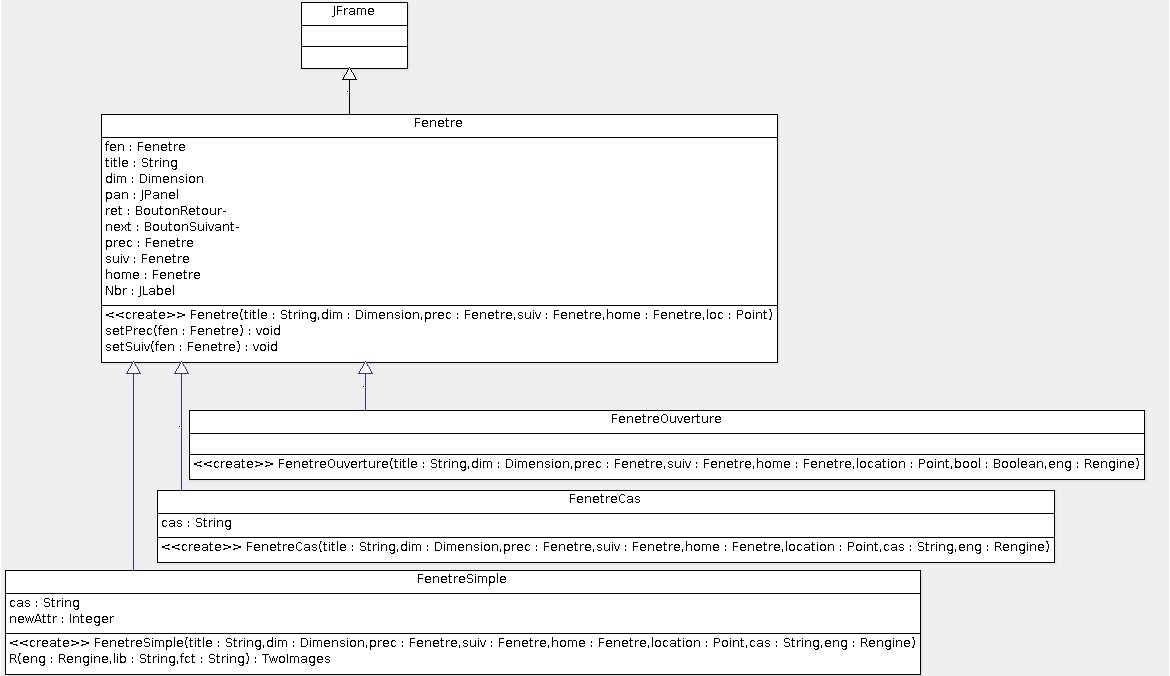 JFrame
Fenetre
fen : Fenetre
title : String
dim : Dimension
pan : JPanel
ret : BoutonRetour-
next : BoutonSuivant-
prec : Fenetre
suiv : Fenetre
home : Fenetre
Nbr : JLabel
<<create>> Fenetre(title : String,dim : Dimension,prec : Fenetre,suiv : Fenetre,home : Fenetre,loc : Point)
setPrec(fen : Fenetre) : void
setSuiv(fen : Fenetre) : void
FenetreOuverture
<<create>> FenetreOuverture(title : String,dim : Dimension,prec : Fenetre,suiv : Fenetre,home : Fenetre,location : Point,bool : Boolean,eng : Rengine)
FenetreCas
cas : String
<<create>> FenetreCas(title : String,dim : Dimension,prec : Fenetre,suiv : Fenetre,home : Fenetre,location : Point,cas : String,eng : Rengine)
FenetreSimple
cas : String
newAttr : Integer
<<create>> FenetreSimple(title : String,dim : Dimension,prec : Fenetre,suiv : Fenetre,home : Fenetre,location : Point,cas : String,eng : Rengine)
R(eng : Rengine,lib : String,fct : String) : TwoImages